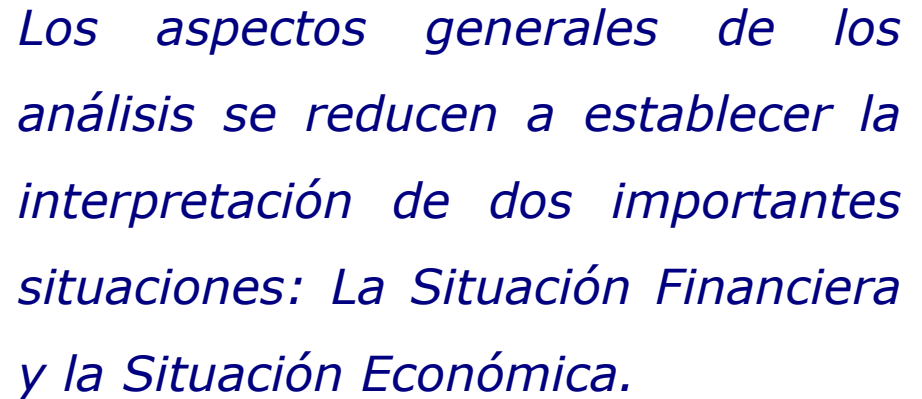 Los aspectos generales de los
análisis se reducen a establecer la
interpretación de dos importantes
situaciones: La Situación Financiera
y la Situación Económica.